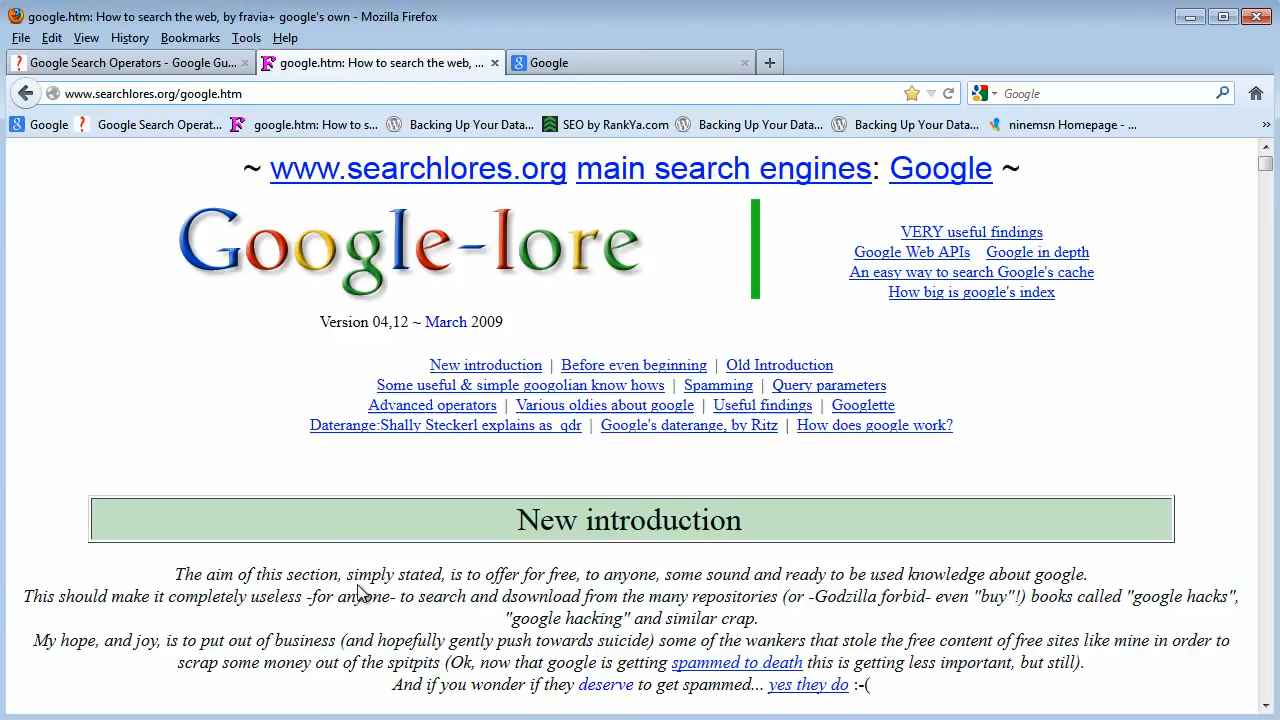 google.htm: How to search the web, by fravia+ google's own - Mozilla Firefox
File Edit View History Bookmarks Tools Help
Google Search Operators - Google Gu... google.htm: How to search the web, ... Google
www.searchlores.org/google.htm Google
Google Google Search Operat... google.htm: How to s... Backing Up Your Data... SEO by RankYa.com Backing Up Your Data... Backing Up Your Data... ninemsn Homepage - ...
~ www.searchlores.org main search engines: Google ~
Google-lore
VERY useful findings
Google Web APIs Google in depth
An easy way to search Google's cache
How big is google's index
Version 04,12 ~ March 2009
New introduction | Before even beginning | Old Introduction
Some useful & simple googolian know hows | Spamming | Query parameters
Advanced operators | Various oldies about google | Useful findings | Googlette
Daterange:Shally Steckerl explains as_qdr | Google's daterange, by Ritz | How does google work?
New introduction
The aim of this section, simply stated, is to offer for free, to anyone, some sound and ready to be used knowledge about google.
This should make it completely useless -for anyone- to search and dsownload from the many repositories (or -Godzilla forbid- even "buy"!) books called "google hacks",
"google hacking" and similar crap.
My hope, and joy, is to put out of business (and hopefully gently push towards suicide) some of the wankers that stole the free content of free sites like mine in order to
scrap some money out of the spitpits (Ok, now that google is getting spammed to death this is getting less important, but still).
And if you wonder if they deserve to get spammed... yes they do :-(